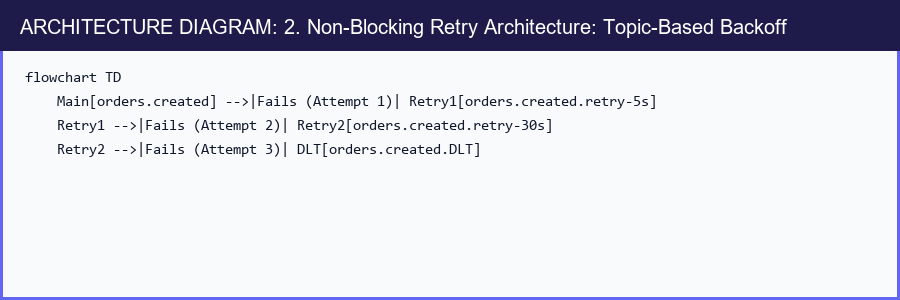 ARCHITECTURE DIAGRAM: 2. Non-Blocking Retry Architecture: Topic-Based Backoff
flowchart TD
    Main[orders.created] -->|Fails (Attempt 1)| Retry1[orders.created.retry-5s]
    Retry1 -->|Fails (Attempt 2)| Retry2[orders.created.retry-30s]
    Retry2 -->|Fails (Attempt 3)| DLT[orders.created.DLT]